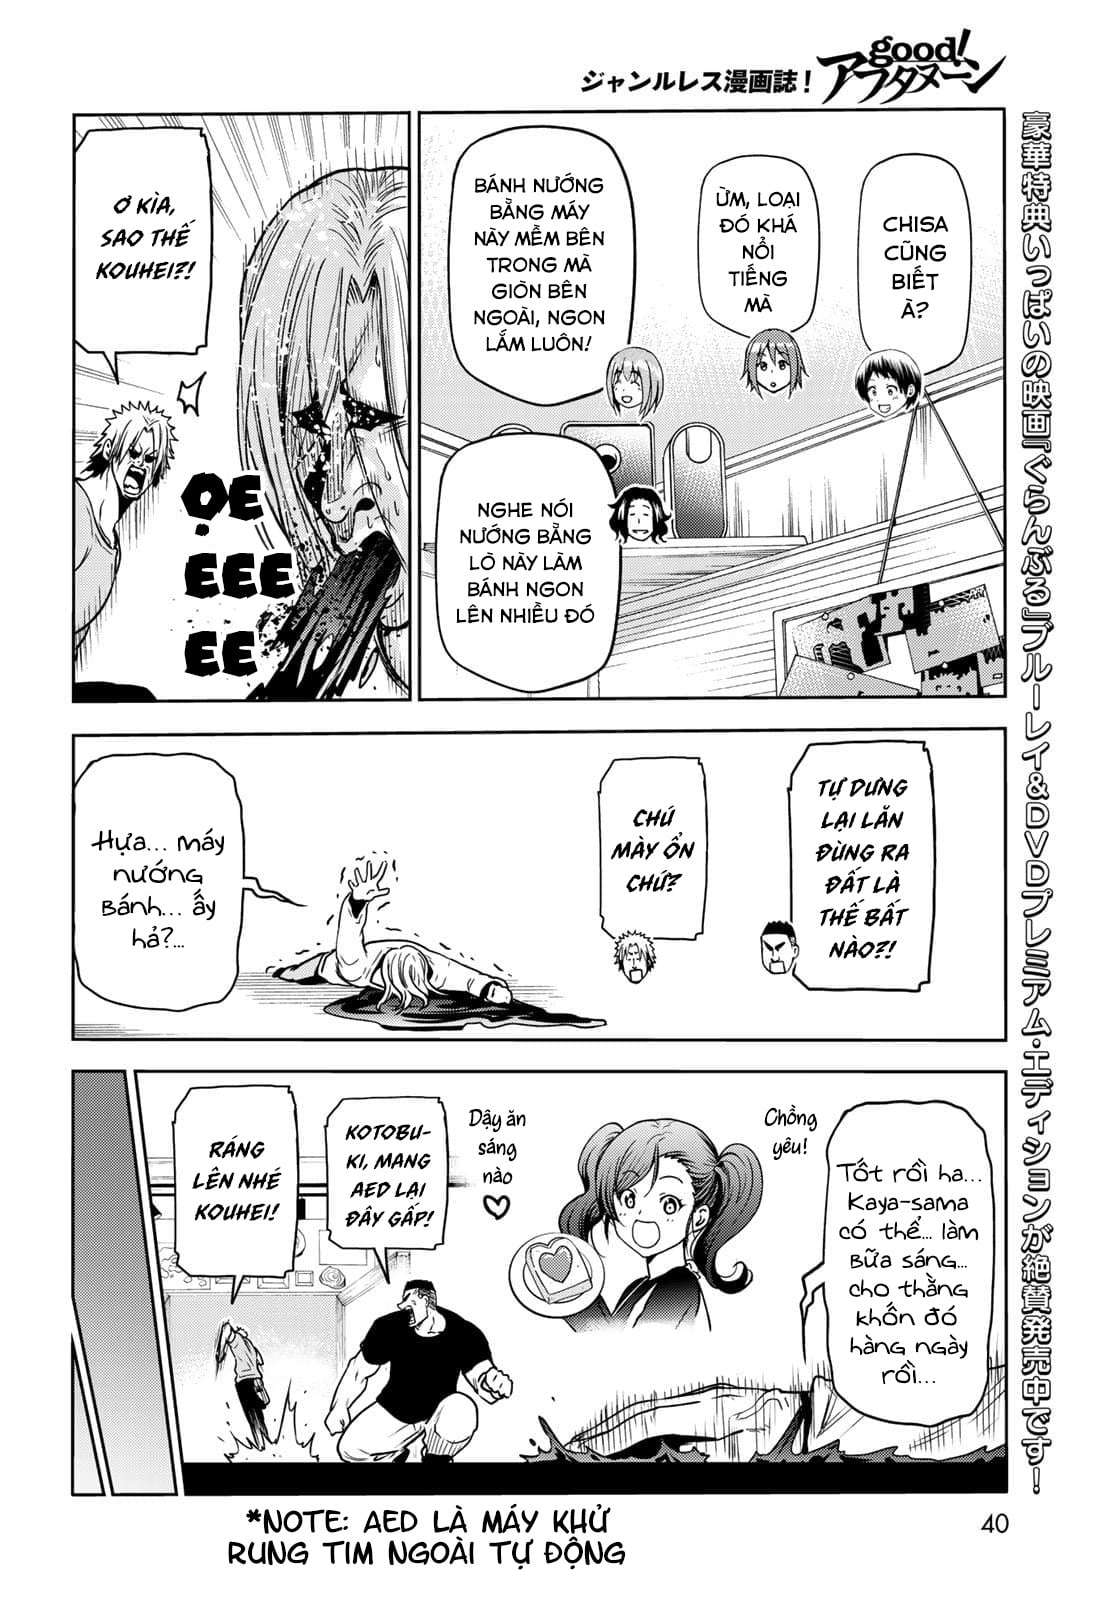 ジャンルレス漫画誌！
good!
アフタヌーン
豪華特典いっぱいの映画『ぐらんぶる』ブルーレイ&DVDプレミアム・エディションが絶賛発売中です！
CHISA
CŨNG
BIẾT
À?
ỪM, LOẠI
ĐÓ KHÁ
NỔI
TIẾNG
MÀ
BÁNH NƯỚNG
BẰNG MÁY
NÀY MỀM BÊN
TRONG MÀ
GIÒN BÊN
NGOÀI, NGON
LẮM LUÔN!
NGHE NÓI
NƯỚNG BẰNG
LÒ NÀY LÀM
BÁNH NGON
LÊN NHIỀU ĐÓ
Ơ KÌA,
SAO THẾ
KOUHEI?!
ỌE
EEE
EE
TỰ DƯNG
LẠI LĂN
ĐÙNG RA
ĐẤT LÀ
THẾ BẤT
NÀO?!
CHÚ
MÀY ỔN
CHỨ?
Hựa... máy
nướng
bánh... ấy
hả?...
Tốt rồi ha...
Kaya-sama
có thể... làm
bữa sáng...
cho thằng
khốn đó
hàng ngày
rồi...
Chồng
yêu!
Dậy ăn
sáng
nào
♡
KOTOBU-
KI, MANG
AED LẠI
ĐÂY GẤP!
RÁNG
LÊN NHÉ
KOUHEI!
*NOTE: AED LÀ MÁY KHỬ
RUNG TIM NGOÀI TỰ ĐỘNG
40